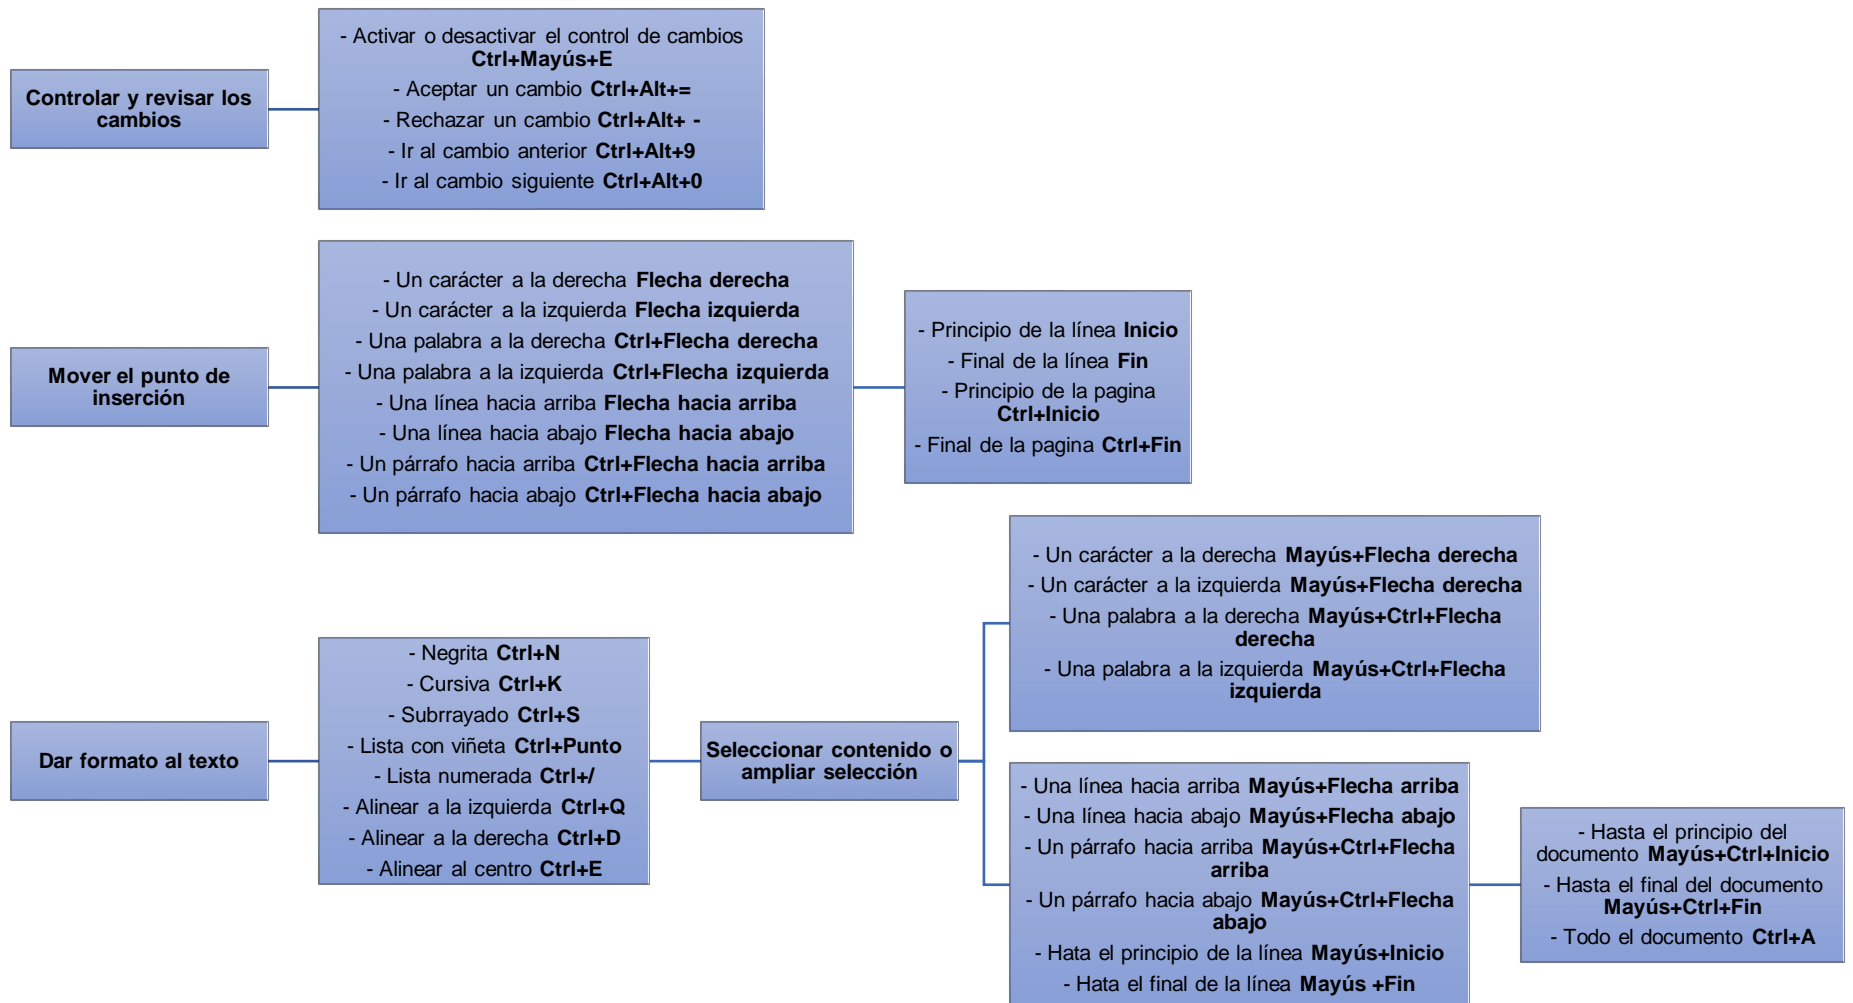 Controlar y revisar los
cambios
- Activar o desactivar el control de cambios
Ctrl+Mayús+E
- Aceptar un cambio Ctrl+Alt+=
- Rechazar un cambio Ctrl+Alt+ -
- Ir al cambio anterior Ctrl+Alt+9
- Ir al cambio siguiente Ctrl+Alt+0
Mover el punto de
inserción
- Un carácter a la derecha Flecha derecha
- Un carácter a la izquierda Flecha izquierda
- Una palabra a la derecha Ctrl+Flecha derecha
- Una palabra a la izquierda Ctrl+Flecha izquierda
- Una línea hacia arriba Flecha hacia arriba
- Una línea hacia abajo Flecha hacia abajo
- Un párrafo hacia arriba Ctrl+Flecha hacia arriba
- Un párrafo hacia abajo Ctrl+Flecha hacia abajo
- Principio de la línea Inicio
- Final de la línea Fin
- Principio de la pagina
Ctrl+Inicio
- Final de la pagina Ctrl+Fin
Dar formato al texto
- Negrita Ctrl+N
- Cursiva Ctrl+K
- Subrrayado Ctrl+S
- Lista con viñeta Ctrl+Punto
- Lista numerada Ctrl+/
- Alinear a la izquierda Ctrl+Q
- Alinear a la derecha Ctrl+D
- Alinear al centro Ctrl+E
Seleccionar contenido o
ampliar selección
- Un carácter a la derecha Mayús+Flecha derecha
- Un carácter a la izquierda Mayús+Flecha derecha
- Una palabra a la derecha Mayús+Ctrl+Flecha
derecha
- Una palabra a la izquierda Mayús+Ctrl+Flecha
izquierda
- Una línea hacia arriba Mayús+Flecha arriba
- Una línea hacia abajo Mayús+Flecha abajo
- Un párrafo hacia arriba Mayús+Ctrl+Flecha
arriba
- Un párrafo hacia abajo Mayús+Ctrl+Flecha
abajo
- Hata el principio de la línea Mayús+Inicio
- Hata el final de la línea Mayús +Fin
- Hasta el principio del
documento Mayús+Ctrl+Inicio
- Hasta el final del documento
Mayús+Ctrl+Fin
- Todo el documento Ctrl+A